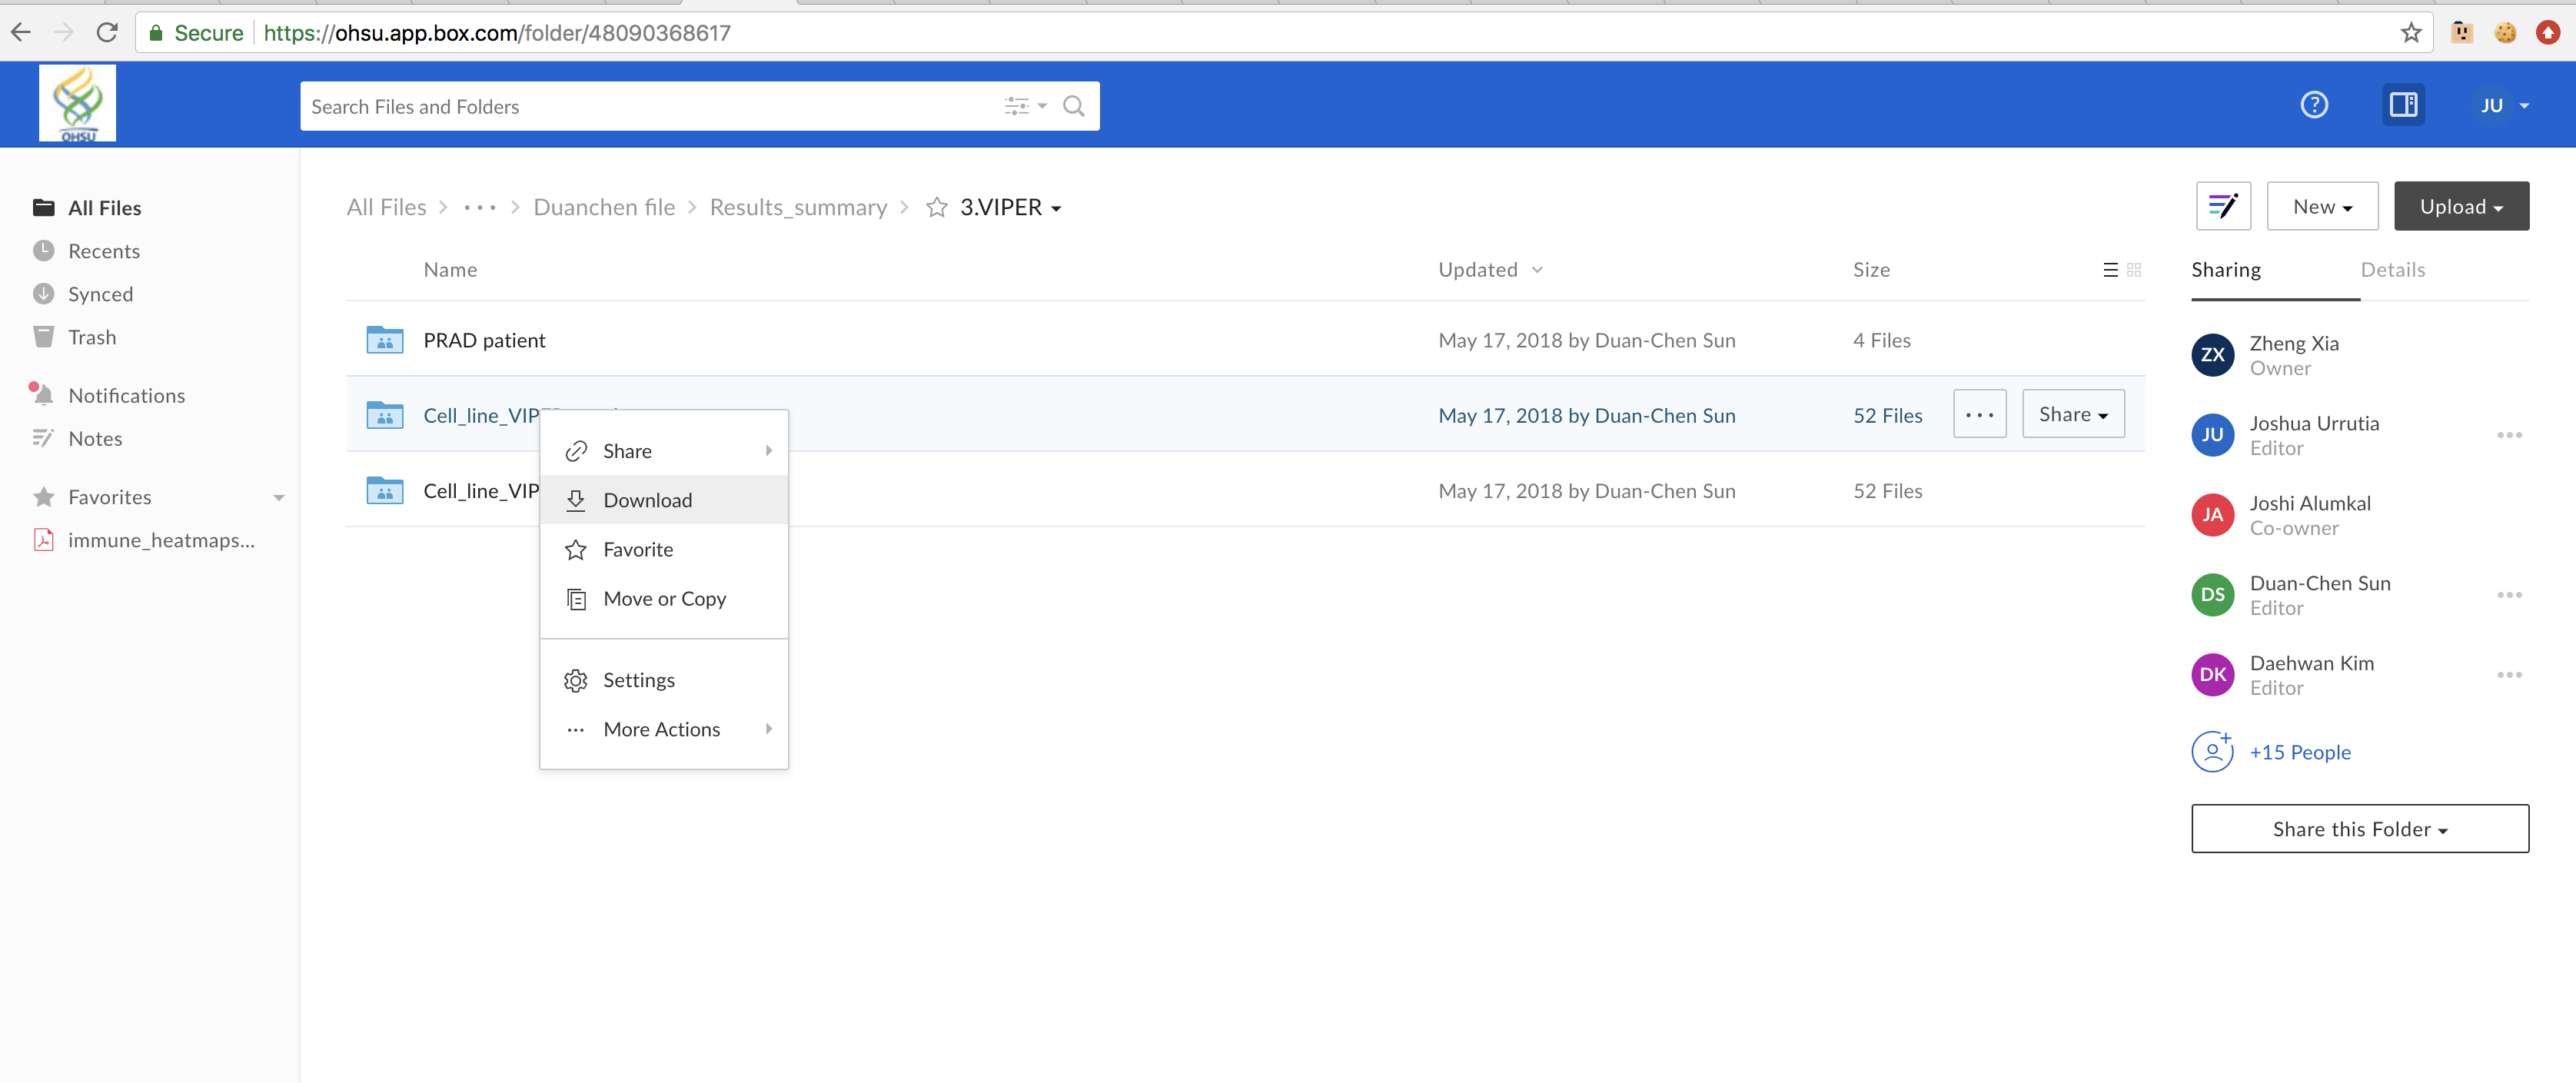 Secure https://ohsu.app.box.com/folder/48090368617
OHSU
Search Files and Folders
JU
All Files
Recents
Synced
Trash
Notifications
Notes
Favorites
immune_heatmaps...
All Files > ... > Duanchen file > Results_summary > 3.VIPER
New
Upload
Name Updated Size
PRAD patient May 17, 2018 by Duan-Chen Sun 4 Files
Cell_line_VIPER May 17, 2018 by Duan-Chen Sun 52 Files ... Share
Cell_line_VIP May 17, 2018 by Duan-Chen Sun 52 Files
Share
Download
Favorite
Move or Copy
Settings
... More Actions
Sharing Details
ZX Zheng Xia
Owner
JU Joshua Urrutia
Editor
JA Joshi Alumkal
Co-owner
DS Duan-Chen Sun
Editor
DK Daehwan Kim
Editor
+15 People
Share this Folder